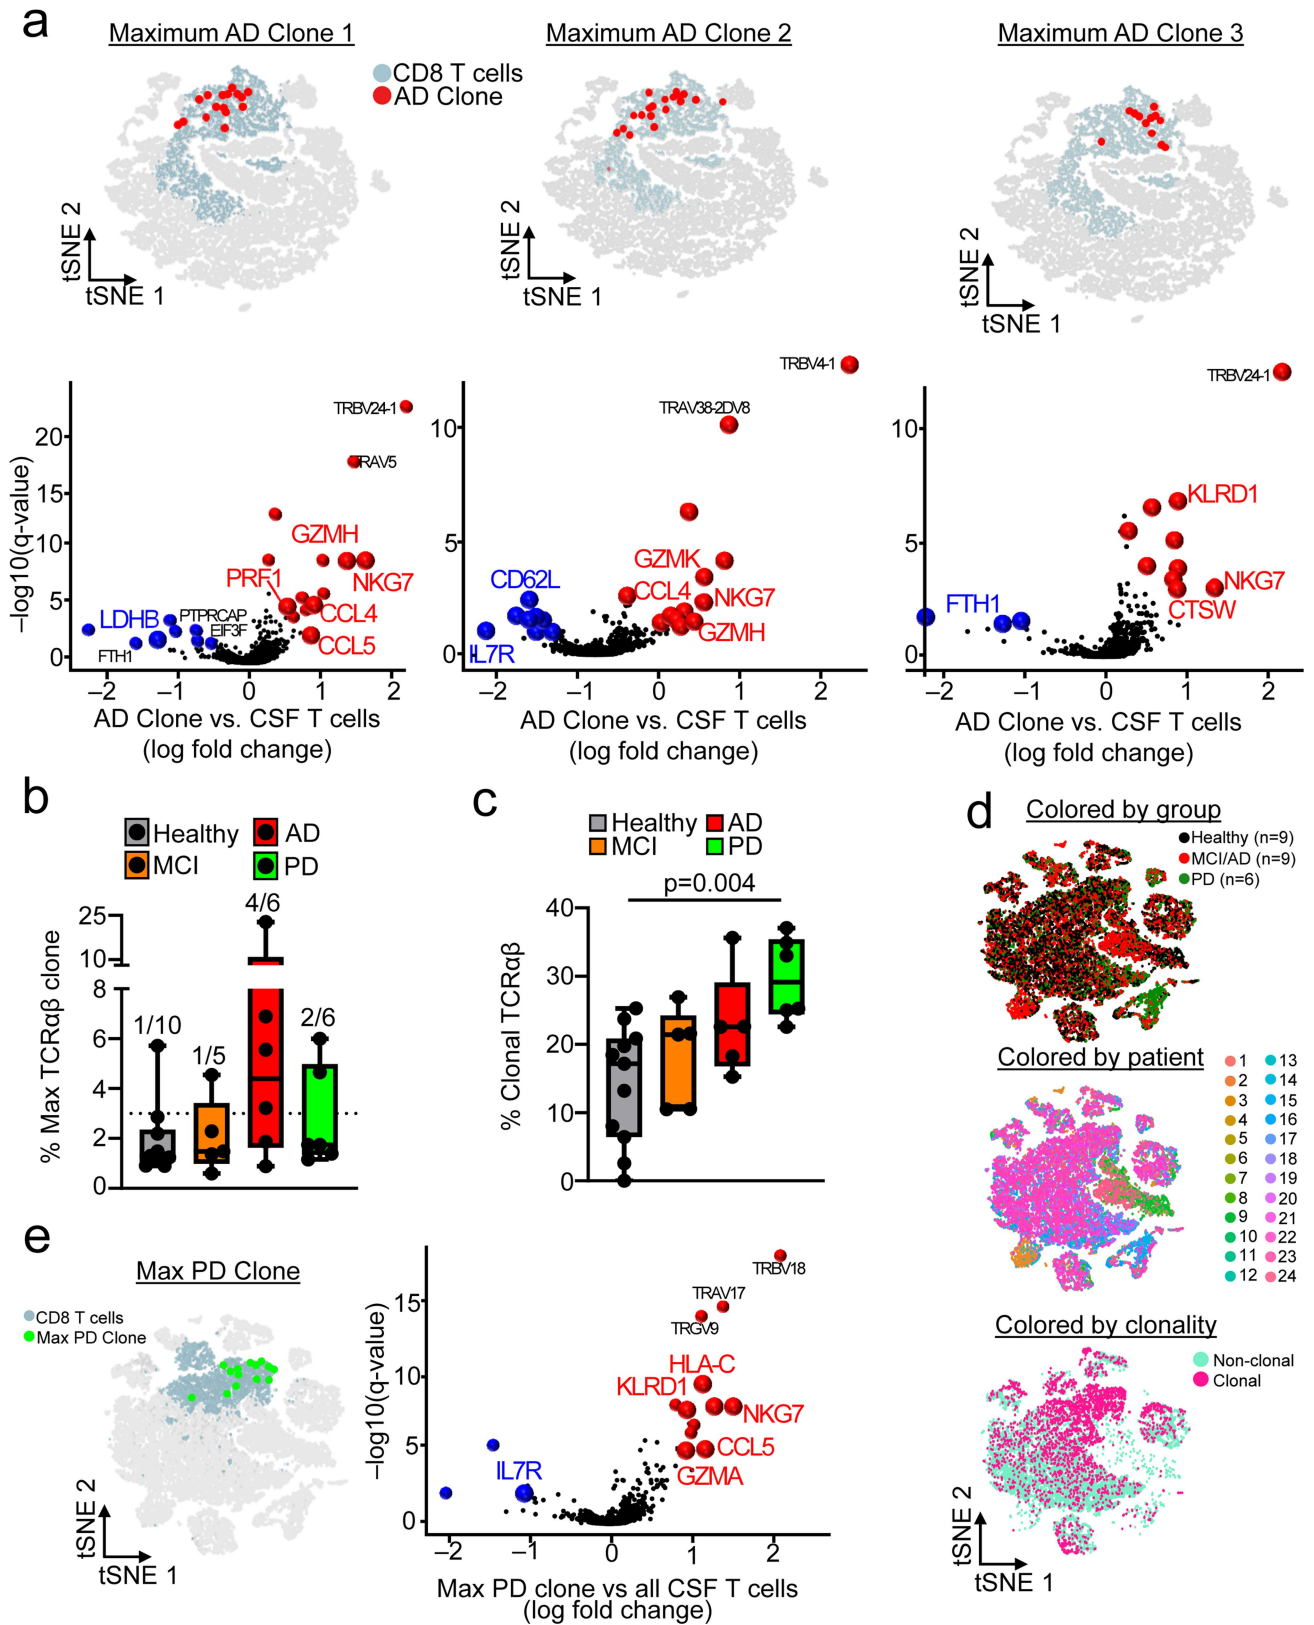 a
Maximum AD Clone 1
Maximum AD Clone 2
Maximum AD Clone 3
CD8 T cells
AD Clone
tSNE 2
tSNE 1
tSNE 2
tSNE 1
tSNE 2
tSNE 1
–log10(q-value)
20
15
10
5
0
–2
–1
0
1
2
TRBV24-1
TRAV5
GZMH
PRF1
NKG7
LDHB
PTPRCAP
EIF3F
CCL4
CCL5
FTH1
AD Clone vs. CSF T cells
(log fold change)
10
5
0
–2
–1
0
1
2
TRBV4-1
TRAV38-2DV8
GZMK
CD62L
CCL4
NKG7
GZMH
IL7R
AD Clone vs. CSF T cells
(log fold change)
10
5
0
–2
–1
0
1
2
TRBV24-1
KLRD1
NKG7
FTH1
CTSW
AD Clone vs. CSF T cells
(log fold change)
b
Healthy
AD
MCI
PD
% Max TCRαβ clone
25
10
8
6
4
2
0
1/10
1/5
4/6
2/6
c
Healthy
AD
MCI
PD
p=0.004
% Clonal TCRαβ
40
30
20
10
0
d
Colored by group
Healthy (n=9)
MCI/AD (n=9)
PD (n=6)
Colored by patient
1 13
2 14
3 15
4 16
5 17
6 18
7 19
8 20
9 21
10 22
11 23
12 24
Colored by clonality
Non-clonal
Clonal
tSNE 2
tSNE 1
e
Max PD Clone
CD8 T cells
Max PD Clone
tSNE 2
tSNE 1
–log10(q-value)
15
10
5
0
–2
–1
0
1
2
TRBV18
TRAV17
TRGV9
HLA-C
KLRD1
NKG7
CCL5
IL7R
GZMA
Max PD clone vs all CSF T cells
(log fold change)